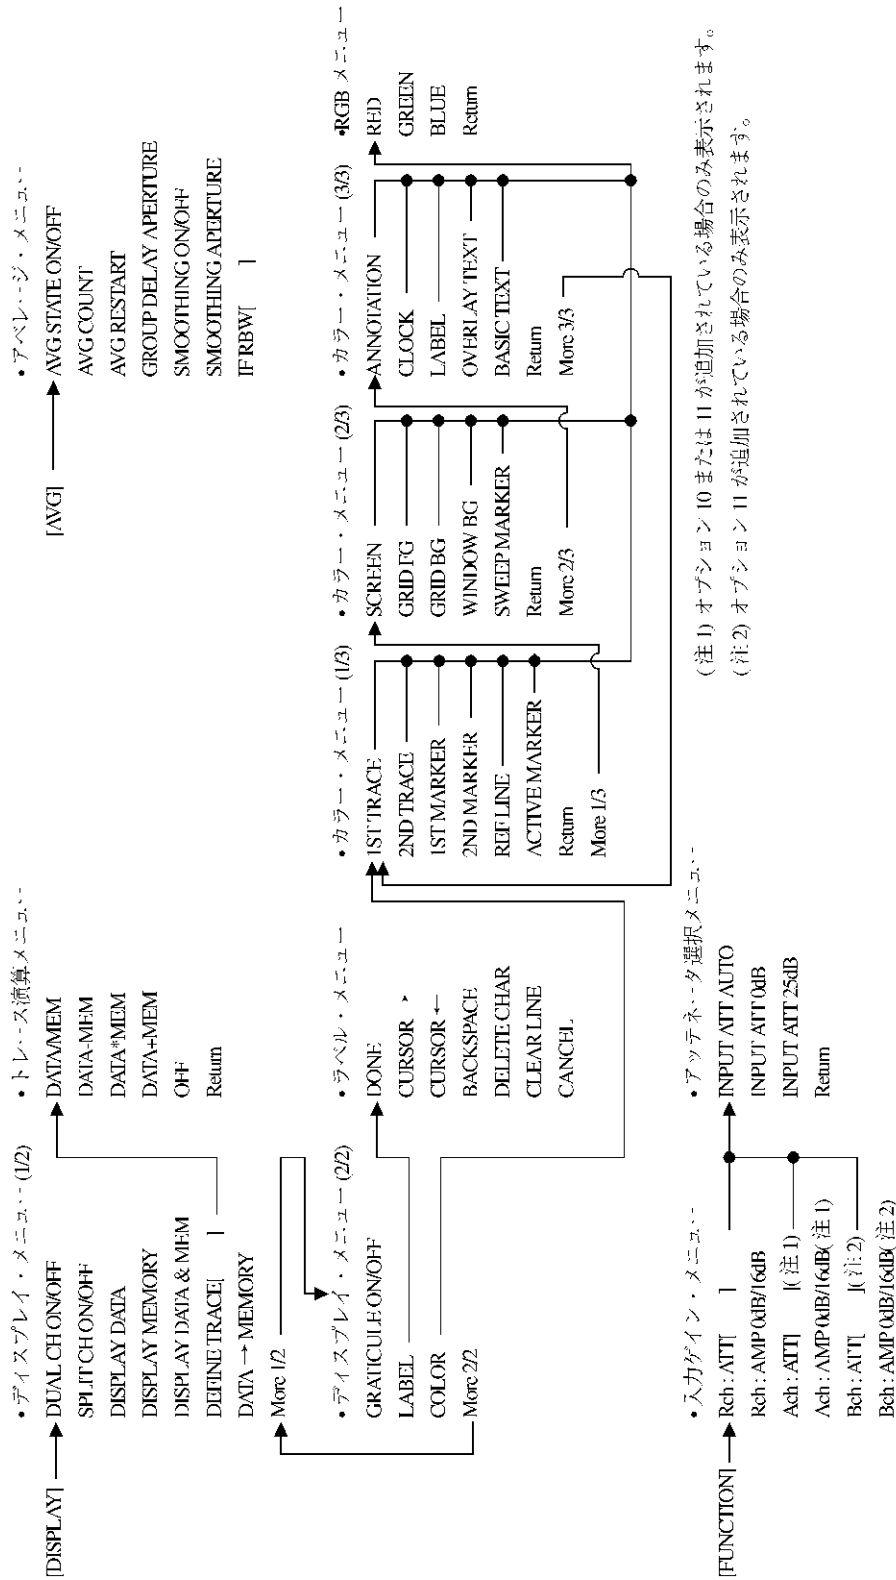 [DISPLAY]
• ディスプレイ・メニュー (1/2)
DUAL CH ON/OFF
SPLIT CH ON/OFF
DISPLAY DATA
DISPLAY MEMORY
DISPLAY DATA & MEM
DEFINE TRACE[ ]
DATA → MEMORY
More 1/2
• トレース演算メニュー
DATA/MEM
DATA-MEM
DATA*MEM
DATA+MEM
OFF
Return
[AVG]
• アベレージ・メニュー
AVG STATE ON/OFF
AVG COUNT
AVG RESTART
GROUP DELAY APERTURE
SMOOTHING ON/OFF
SMOOTHING APERTURE
IF RBW[ ]
• ディスプレイ・メニュー (2/2)
GRATICULE ON/OFF
LABEL
COLOR
More 2/2
• ラベル・メニュー
DONE
CURSOR →
CURSOR ←
BACKSPACE
DELETE CHAR
CLEAR LINE
CANCEL
• カラー・メニュー (1/3)
1ST TRACE
2ND TRACE
1ST MARKER
2ND MARKER
REF LINE
ACTIVE MARKER
Return
More 1/3
• カラー・メニュー (2/3)
SCREEN
GRID FG
GRID BG
WINDOW BG
SWEEP MARKER
Return
More 2/3
• カラー・メニュー (3/3)
ANNOTATION
CLOCK
LABEL
OVERLAY TEXT
BASIC TEXT
Return
More 3/3
•RGB メニュー
RED
GREEN
BLUE
Return
[FUNCTION]
• 入力ゲイン・メニュー
Rch : ATT[ ]
Rch : AMP 0dB/16dB
Ach : ATT[ ](注 1)
Ach : AMP 0dB/16dB(注 1)
Bch : ATT[ ](注 2)
Bch : AMP 0dB/16dB(注 2)
• アッテネータ選択メニュー
INPUT ATT AUTO
INPUT ATT 0dB
INPUT ATT 25dB
Return
(注 1) オプション 10 または 11 が追加されている場合のみ表示されます。
(注 2) オプション 11 が追加されている場合のみ表示されます。